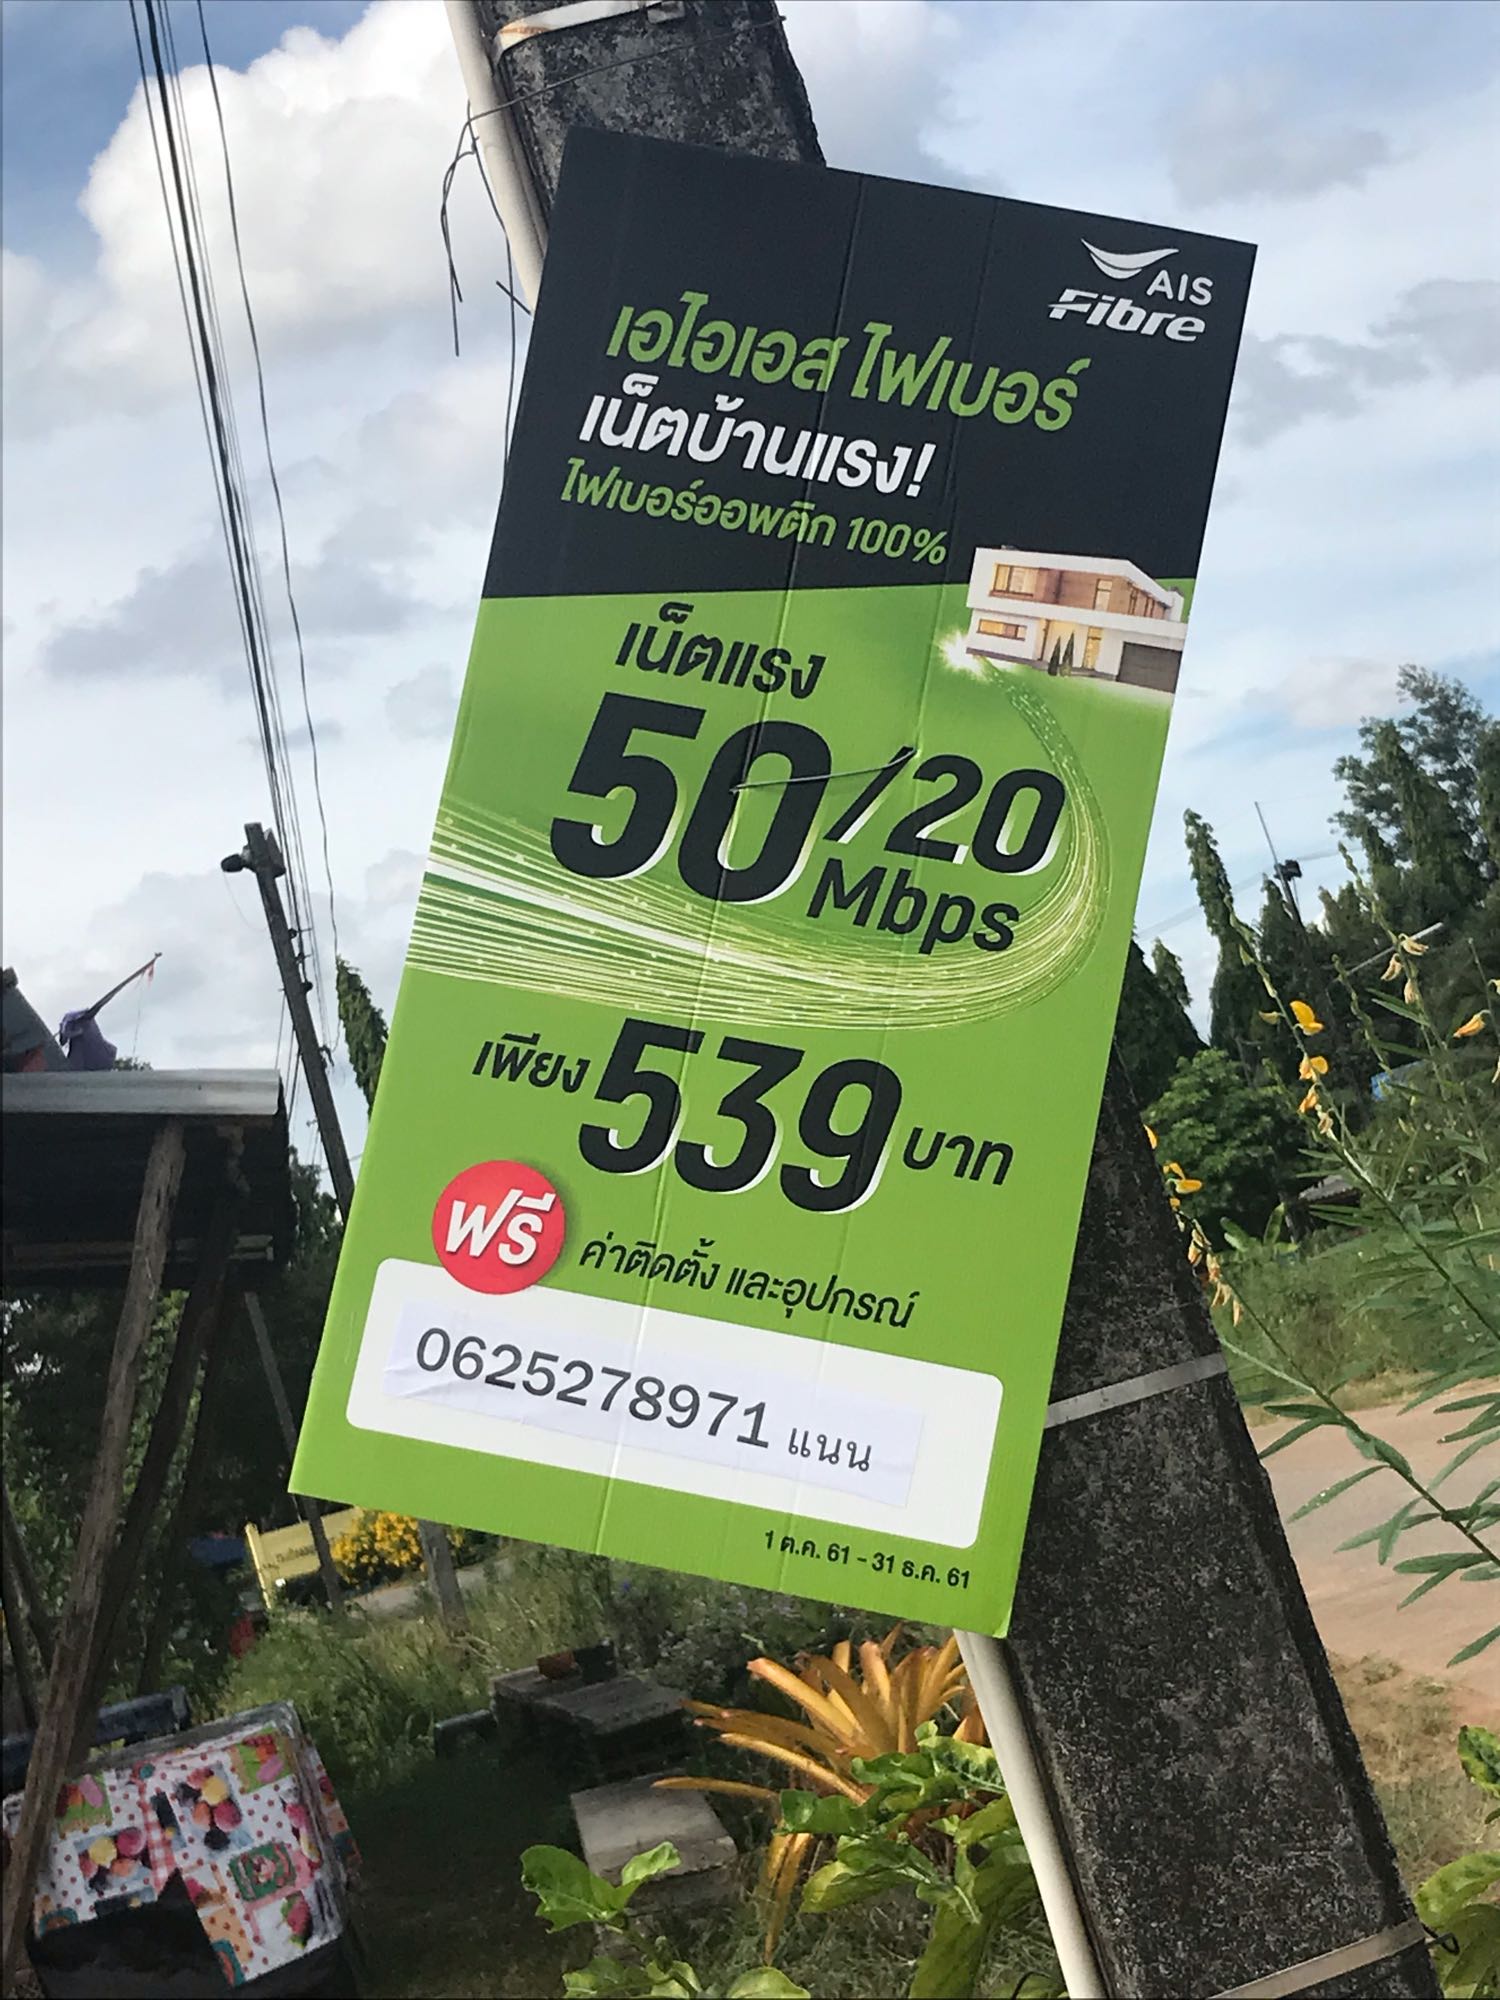 AIS
Fibre
เอไอเอส ไฟเบอร์
เน็ตบ้านแรง!
ไฟเบอร์ออพติก 100%
เน็ตแรง
50/20
Mbps
เพียง 539 บาท
ฟรี ค่าติดตั้ง และอุปกรณ์
0625278971 แนน
1 ต.ค. 61 - 31 ธ.ค. 61